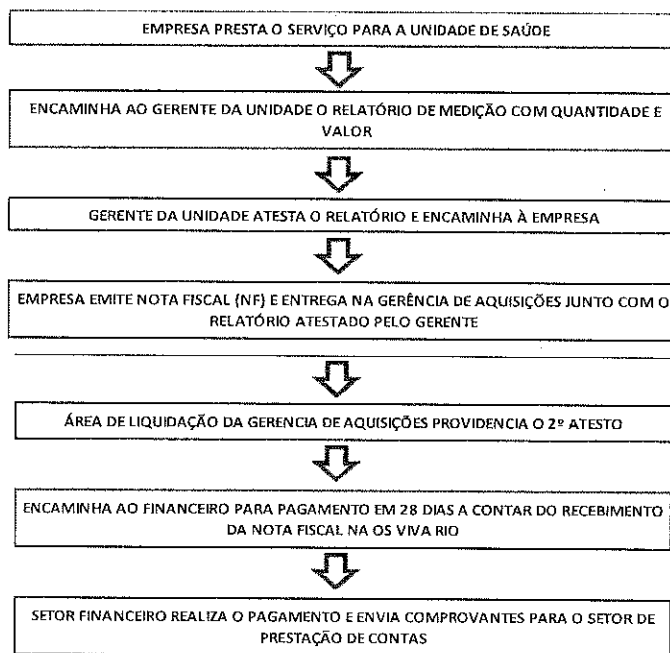 EMPRESA PRESTA O SERVIÇO PARA A UNIDADE DE SAÚDE
ENCAMINHA AO GERENTE DA UNIDADE O RELATÓRIO DE MEDIÇÃO COM QUANTIDADE E
VALOR
GERENTE DA UNIDADE ATESTA O RELATÓRIO E ENCAMINHA À EMPRESA
EMPRESA EMITE NOTA FISCAL (NF) E ENTREGA NA GERÊNCIA DE AQUISIÇÕES JUNTO COM O
RELATÓRIO ATESTADO PELO GERENTE
ÁREA DE LIQUIDAÇÃO DA GERENCIA DE AQUISIÇÕES PROVIDENCIA O 2º ATESTO
ENCAMINHA AO FINANCEIRO PARA PAGAMENTO EM 28 DIAS A CONTAR DO RECEBIMENTO
DA NOTA FISCAL NA OS VIVA RIO
SETOR FINANCEIRO REALIZA O PAGAMENTO E ENVIA COMPROVANTES PARA O SETOR DE
PRESTAÇÃO DE CONTAS